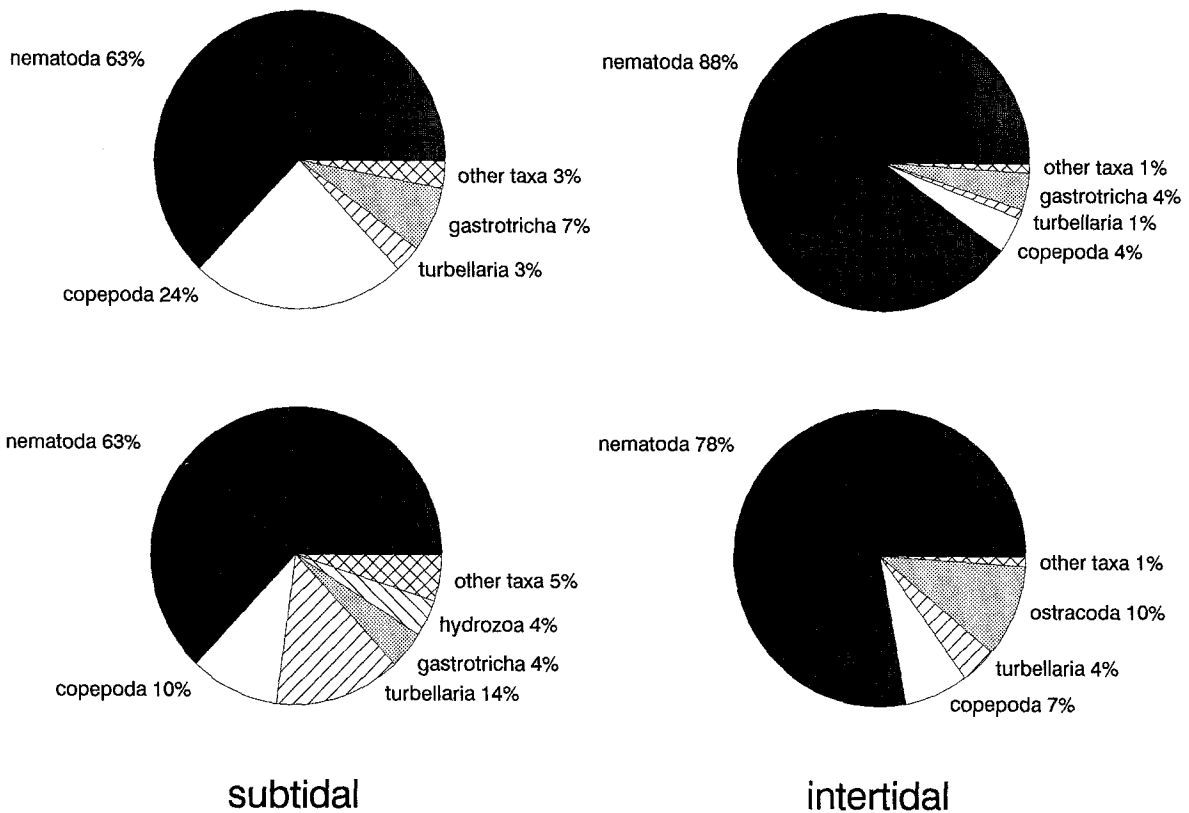 nematoda 63%
other taxa 3%
gastrotricha 7%
turbellaria 3%
copepoda 24%
nematoda 88%
other taxa 1%
gastrotricha 4%
turbellaria 1%
copepoda 4%
nematoda 63%
other taxa 5%
hydrozoa 4%
gastrotricha 4%
turbellaria 14%
copepoda 10%
nematoda 78%
other taxa 1%
ostracoda 10%
turbellaria 4%
copepoda 7%
subtidal
intertidal